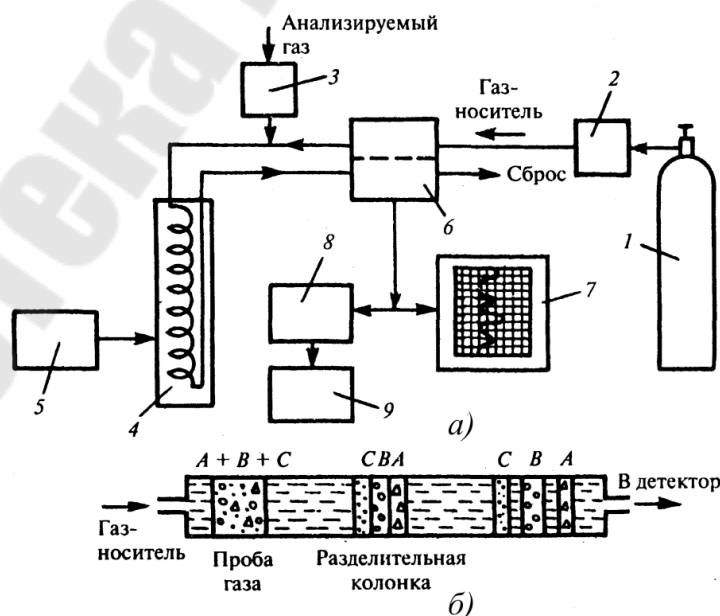 Анализируемый
газ
3
Газ-
носитель
2
Сброс
6
1
8
7
5
4
9
а)
A + B + C
C B A
C B A
В детектор
Газ-
носитель
Проба
газа
Разделительная
колонка
б)